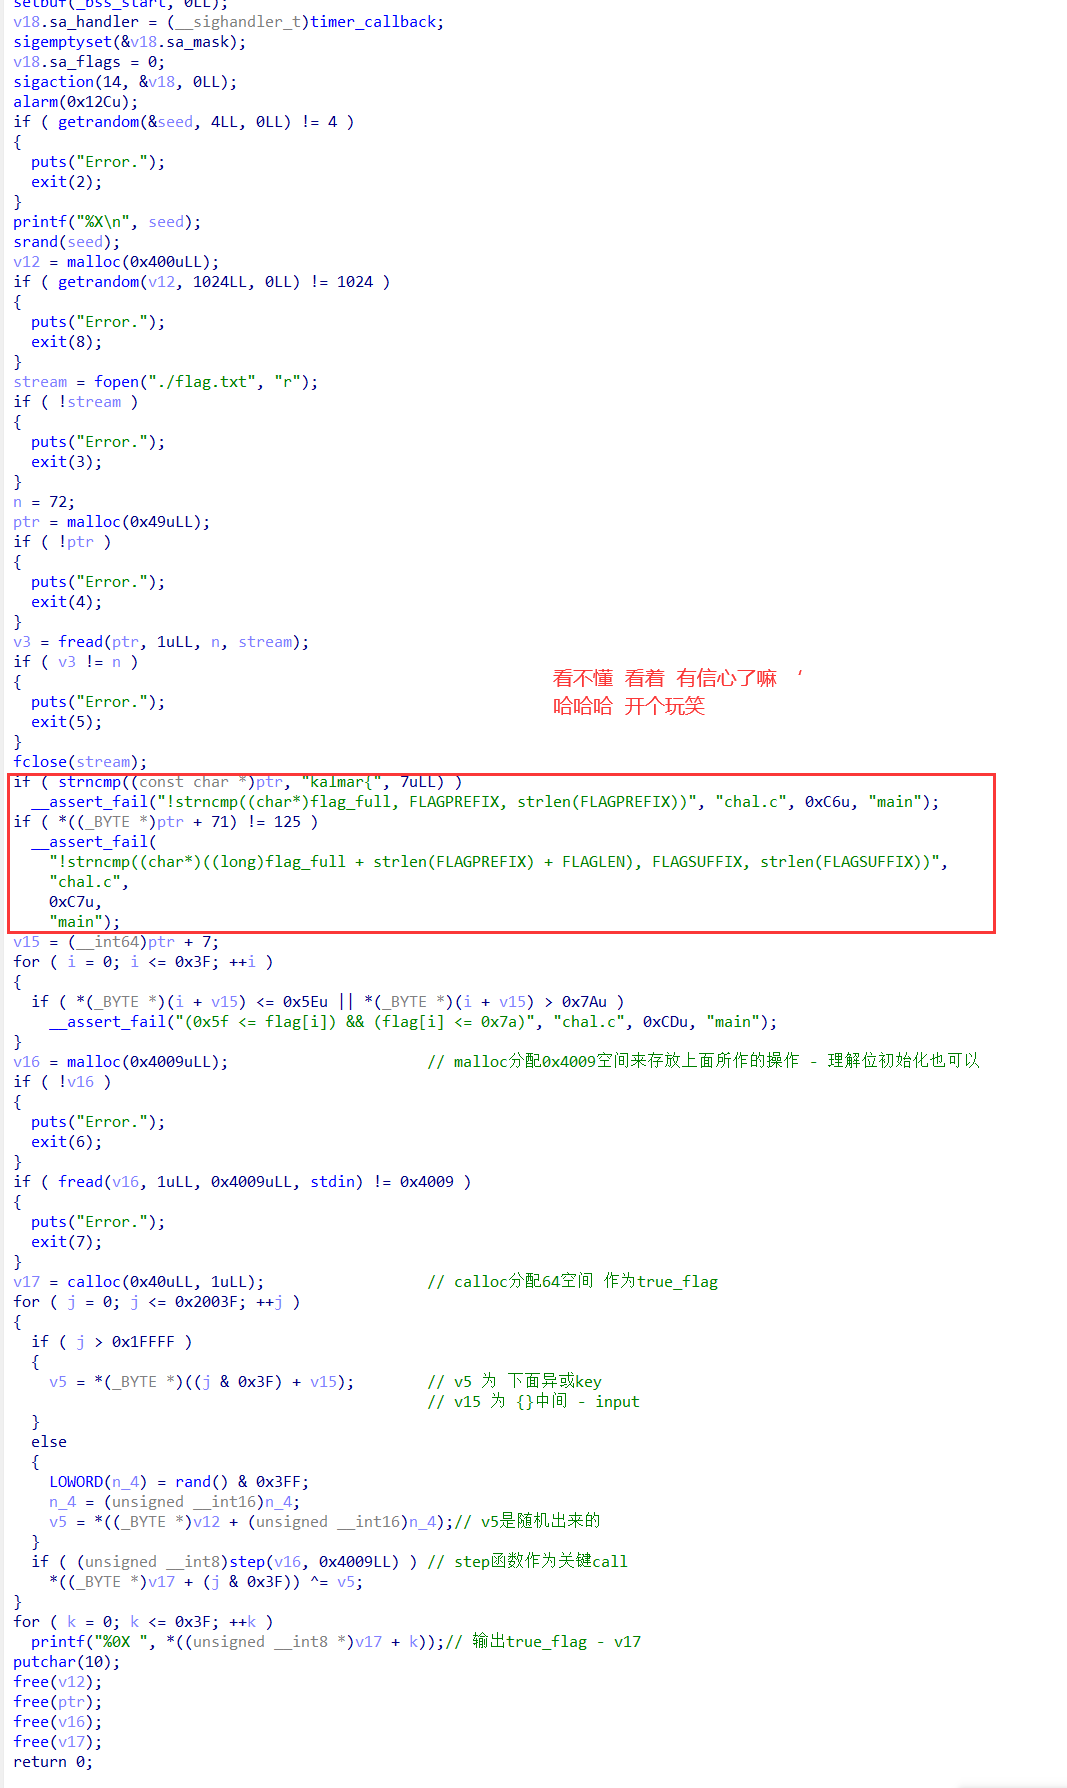 setbuf(_bss_start, 0LL);
v18.sa_handler = (__sighandler_t)timer_callback;
sigemptyset(&v18.sa_mask);
v18.sa_flags = 0;
sigaction(14, &v18, 0LL);
alarm(0x12Cu);
if ( getrandom(&seed, 4LL, 0LL) != 4 )
{
puts("Error.");
exit(2);
}
printf("%X\n", seed);
srand(seed);
v12 = malloc(0x400uLL);
if ( getrandom(v12, 1024LL, 0LL) != 1024 )
{
puts("Error.");
exit(8);
}
stream = fopen("./flag.txt", "r");
if ( !stream )
{
puts("Error.");
exit(3);
}
n = 72;
ptr = malloc(0x49uLL);
if ( !ptr )
{
puts("Error.");
exit(4);
}
v3 = fread(ptr, 1uLL, n, stream);
if ( v3 != n )
{
puts("Error.");
exit(5);
}
看不懂 看着 有信心了嘛 ‘
哈哈哈 开个玩笑
fclose(stream);
if ( strncmp((const char *)ptr, "kalmar{", 7uLL) )
__assert_fail("!strncmp((char*)flag_full, FLAGPREFIX, strlen(FLAGPREFIX))", "chal.c", 0xC6u, "main");
if ( *((_BYTE *)ptr + 71) != 125 )
__assert_fail(
"!strncmp((char*)((long)flag_full + strlen(FLAGPREFIX) + FLAGLEN), FLAGSUFFIX, strlen(FLAGSUFFIX))",
"chal.c",
0xC7u,
"main");
v15 = (__int64)ptr + 7;
for ( i = 0; i <= 0x3F; ++i )
{
if ( *(_BYTE *)(i + v15) <= 0x5Eu || *(_BYTE *)(i + v15) > 0x7Au )
__assert_fail("(0x5f <= flag[i]) && (flag[i] <= 0x7a)", "chal.c", 0xCDu, "main");
}
v16 = malloc(0x4009uLL); // malloc分配0x4009空间来存放上面所作的操作 - 理解位初始化也可以
if ( !v16 )
{
puts("Error.");
exit(6);
}
if ( fread(v16, 1uLL, 0x4009uLL, stdin) != 0x4009 )
{
puts("Error.");
exit(7);
}
v17 = calloc(0x40uLL, 1uLL); // calloc分配64空间 作为true_flag
for ( j = 0; j <= 0x2003F; ++j )
{
if ( j > 0x1FFFF )
{
v5 = *(_BYTE *)((j & 0x3F) + v15); // v5 为 下面异或key
// v15 为 {}中间 - input
}
else
{
LOWORD(n_4) = rand() & 0x3FF;
n_4 = (unsigned __int16)n_4;
v5 = *((_BYTE *)v12 + (unsigned __int16)n_4);// v5是随机出来的
}
if ( (unsigned __int8)step(v16, 0x4009LL) ) // step函数作为关键call
*((_BYTE *)v17 + (j & 0x3F)) ^= v5;
}
for ( k = 0; k <= 0x3F; ++k )
printf("%0X ", *((unsigned __int8 *)v17 + k));// 输出true_flag - v17
putchar(10);
free(v12);
free(ptr);
free(v16);
free(v17);
return 0;